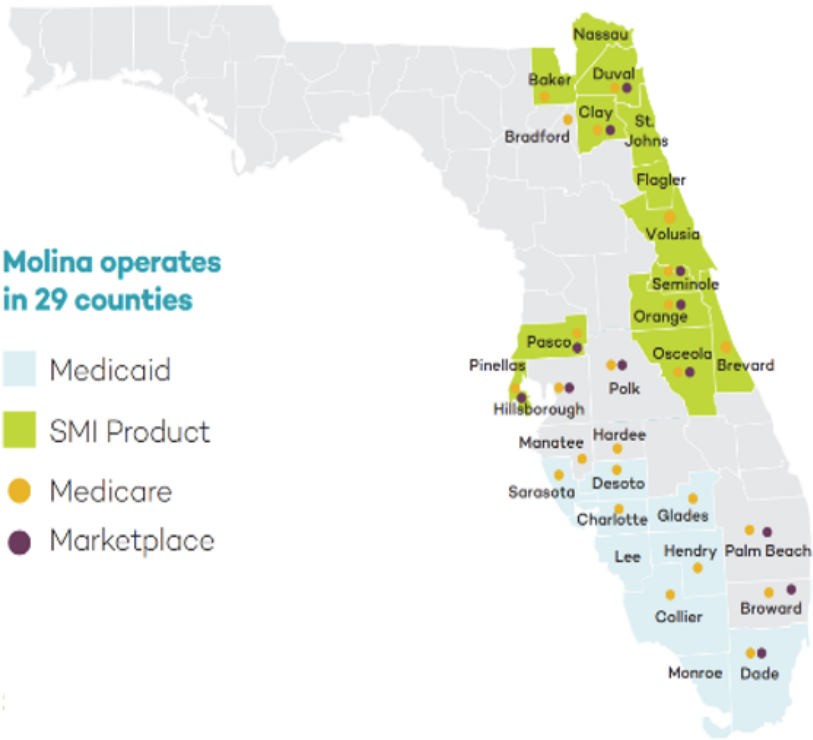 Nassau
Baker
Duval
Clay
St.
Johns
Bradford
Flagler
Volusia
Molina operates
in 29 counties
Seminole
Orange
Pasco
Osceola
Brevard
Pinellas
Medicaid
Polk
Hillsborough
SMI Product
Manatee
Hardee
Medicare
Desoto
Sarasota
Charlotte
Glades
Marketplace
Lee
Hendry
Palm Beach
Broward
Collier
Monroe
Dade